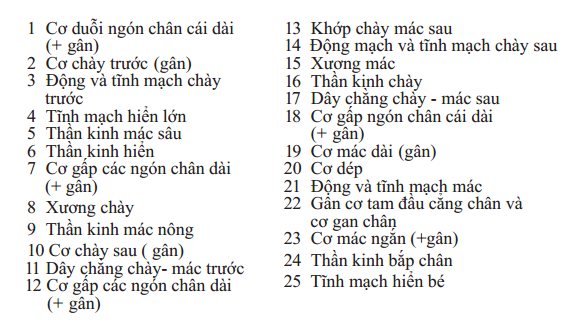 1 Cơ duỗi ngón chân cái dài
(+ gân)
2 Cơ chày trước (gân)
3 Động và tĩnh mạch chày
trước
4 Tĩnh mạch hiển lớn
5 Thần kinh mác sâu
6 Thần kinh hiển
7 Cơ gấp các ngón chân dài
(+ gân)
8 Xương chày
9 Thần kinh mác nông
10 Cơ chày sau ( gân)
11 Dây chằng chày- mác trước
12 Cơ gấp các ngón chân dài
(+ gân)
13 Khớp chày mác sau
14 Động mạch và tĩnh mạch chày sau
15 Xương mác
16 Thần kinh chày
17 Dây chằng chày - mác sau
18 Cơ gấp ngón chân cái dài
(+ gân)
19 Cơ mác dài (gân)
20 Cơ dép
21 Động và tĩnh mạch mác
22 Gân cơ tam đầu cẳng chân và
cơ gan chân
23 Cơ mác ngắn (+gân)
24 Thần kinh bắp chân
25 Tĩnh mạch hiển bé